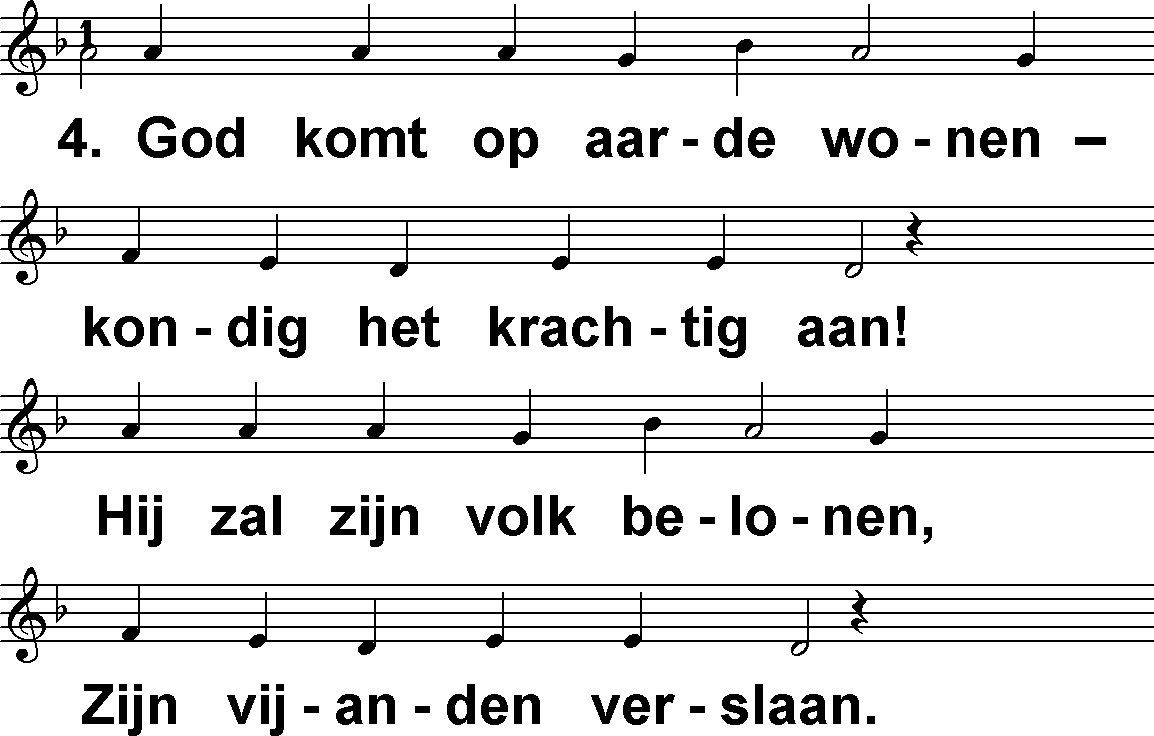 1
4. God komt op aar - de wo - nen –
kon - dig het krach - tig aan!
Hij zal zijn volk be - lo - nen,
Zijn vij - an - den ver - slaan.